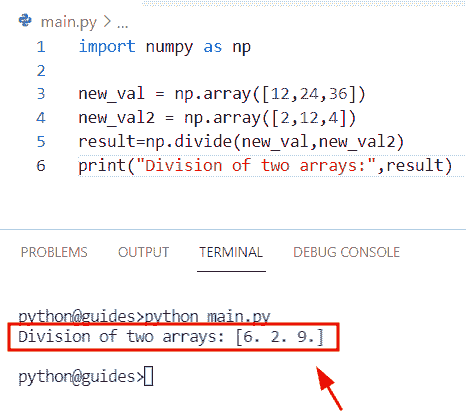 main.py > ...
1 import numpy as np
2
3 new_val = np.array([12,24,36])
4 new_val2 = np.array([2,12,4])
5 result=np.divide(new_val,new_val2)
6 print("Division of two arrays:",result)
PROBLEMS OUTPUT TERMINAL DEBUG CONSOLE
python@guides>python main.py
Division of two arrays: [6. 2. 9.]
python@guides>